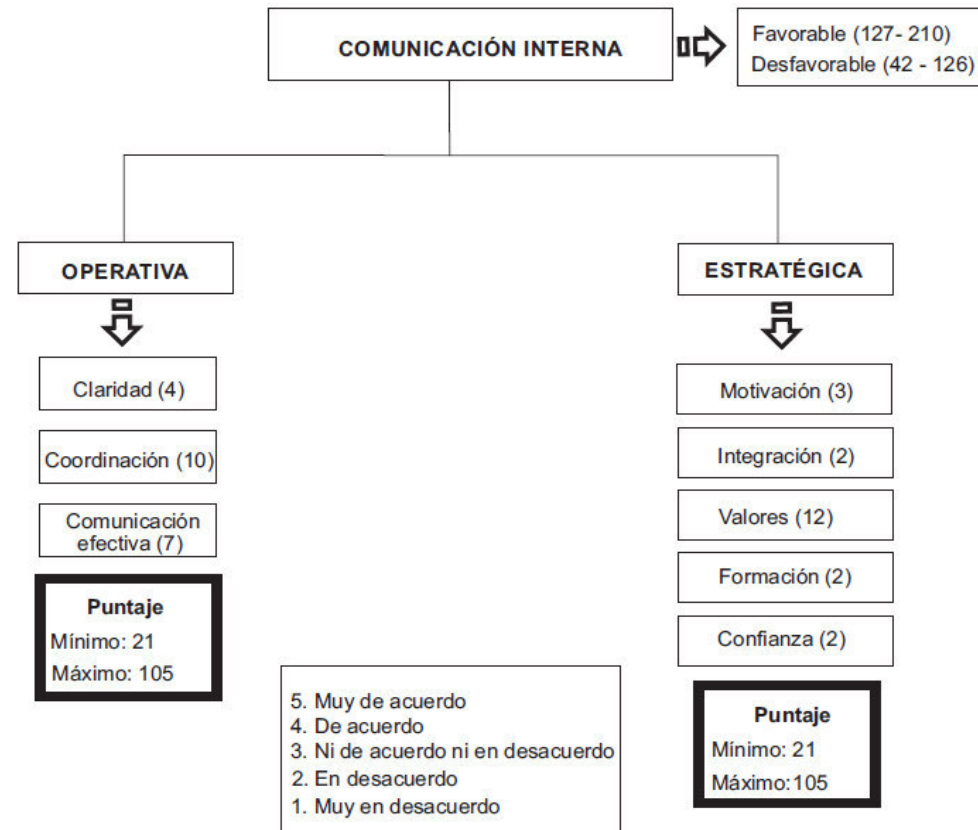 COMUNICACIÓN INTERNA
Favorable (127- 210)
Desfavorable (42 - 126)
OPERATIVA
Claridad (4)
Coordinación (10)
Comunicación
efectiva (7)
Puntaje
Mínimo: 21
Máximo: 105
ESTRATÉGICA
Motivación (3)
Integración (2)
Valores (12)
Formación (2)
Confianza (2)
Puntaje
Mínimo: 21
Máximo:105
5. Muy de acuerdo
4. De acuerdo
3. Ni de acuerdo ni en desacuerdo
2. En desacuerdo
1. Muy en desacuerdo